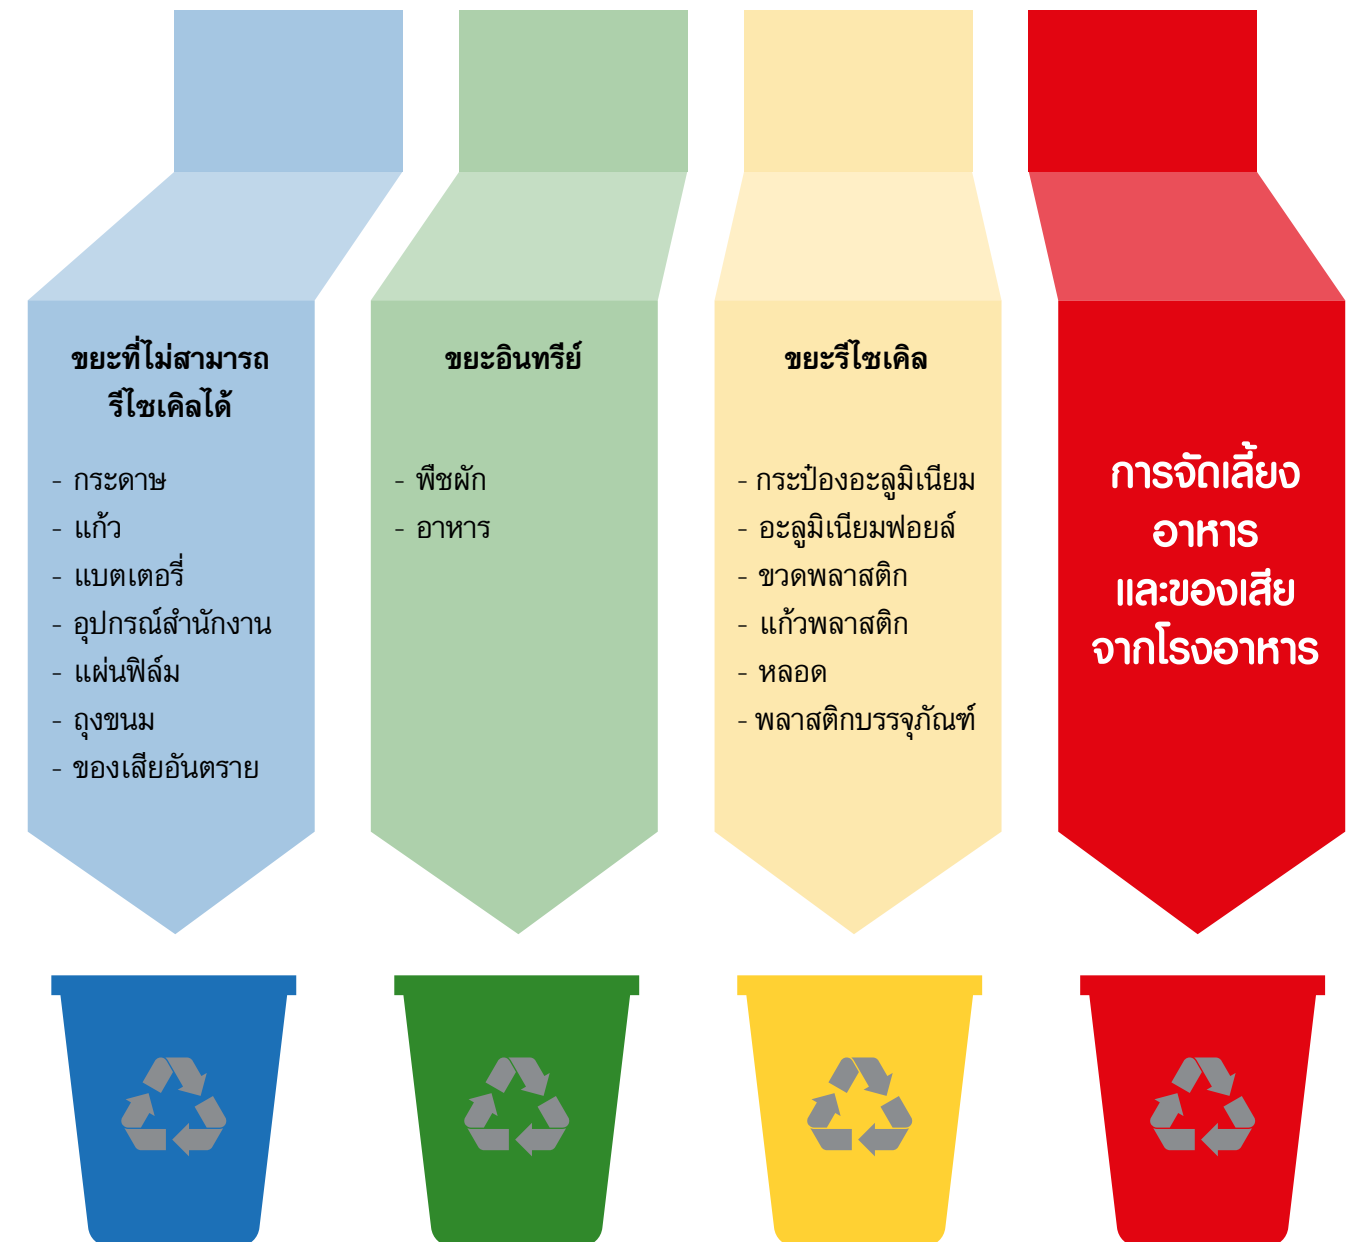 ขยะที่ไม่สามารถ
รีไซเคิลได้
- กระดาษ
- แก้ว
- แบตเตอรี่
- อุปกรณ์สำนักงาน
- แผ่นฟิล์ม
- ถุงขนม
- ของเสียอันตราย
ขยะอินทรีย์
- พืชผัก
- อาหาร
ขยะรีไซเคิล
- กระป๋องอะลูมิเนียม
- อะลูมิเนียมฟอยล์
- ขวดพลาสติก
- แก้วพลาสติก
- หลอด
- พลาสติกบรรจุภัณฑ์
การจัดเลี้ยง
อาหาร
และของเสีย
จากโรงอาหาร